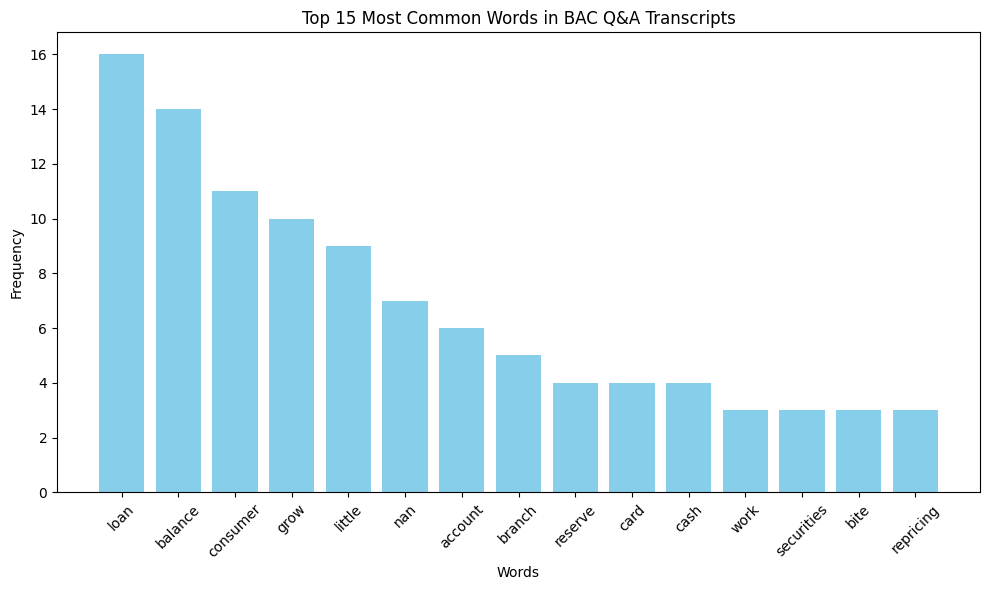 Top 15 Most Common Words in BAC Q&A Transcripts
Frequency
16
14
12
10
8
6
4
2
0
loan
balance
consumer
grow
little
nan
account
branch
reserve
card
cash
work
securities
bite
repricing
Words